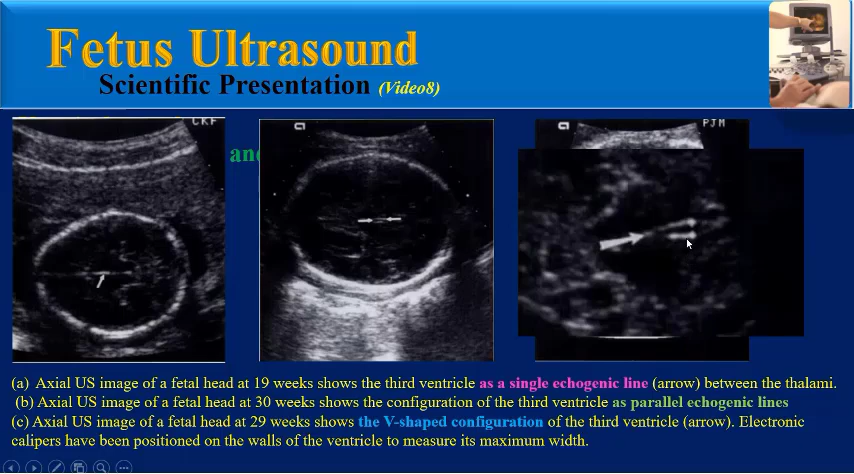 Fetus Ultrasound
Scientific Presentation (Video8)
CKF
PJM
and
(a) Axial US image of a fetal head at 19 weeks shows the third ventricle as a single echogenic line (arrow) between the thalami.
(b) Axial US image of a fetal head at 30 weeks shows the configuration of the third ventricle as parallel echogenic lines
(c) Axial US image of a fetal head at 29 weeks shows the V-shaped configuration of the third ventricle (arrow). Electronic
calipers have been positioned on the walls of the ventricle to measure its maximum width.